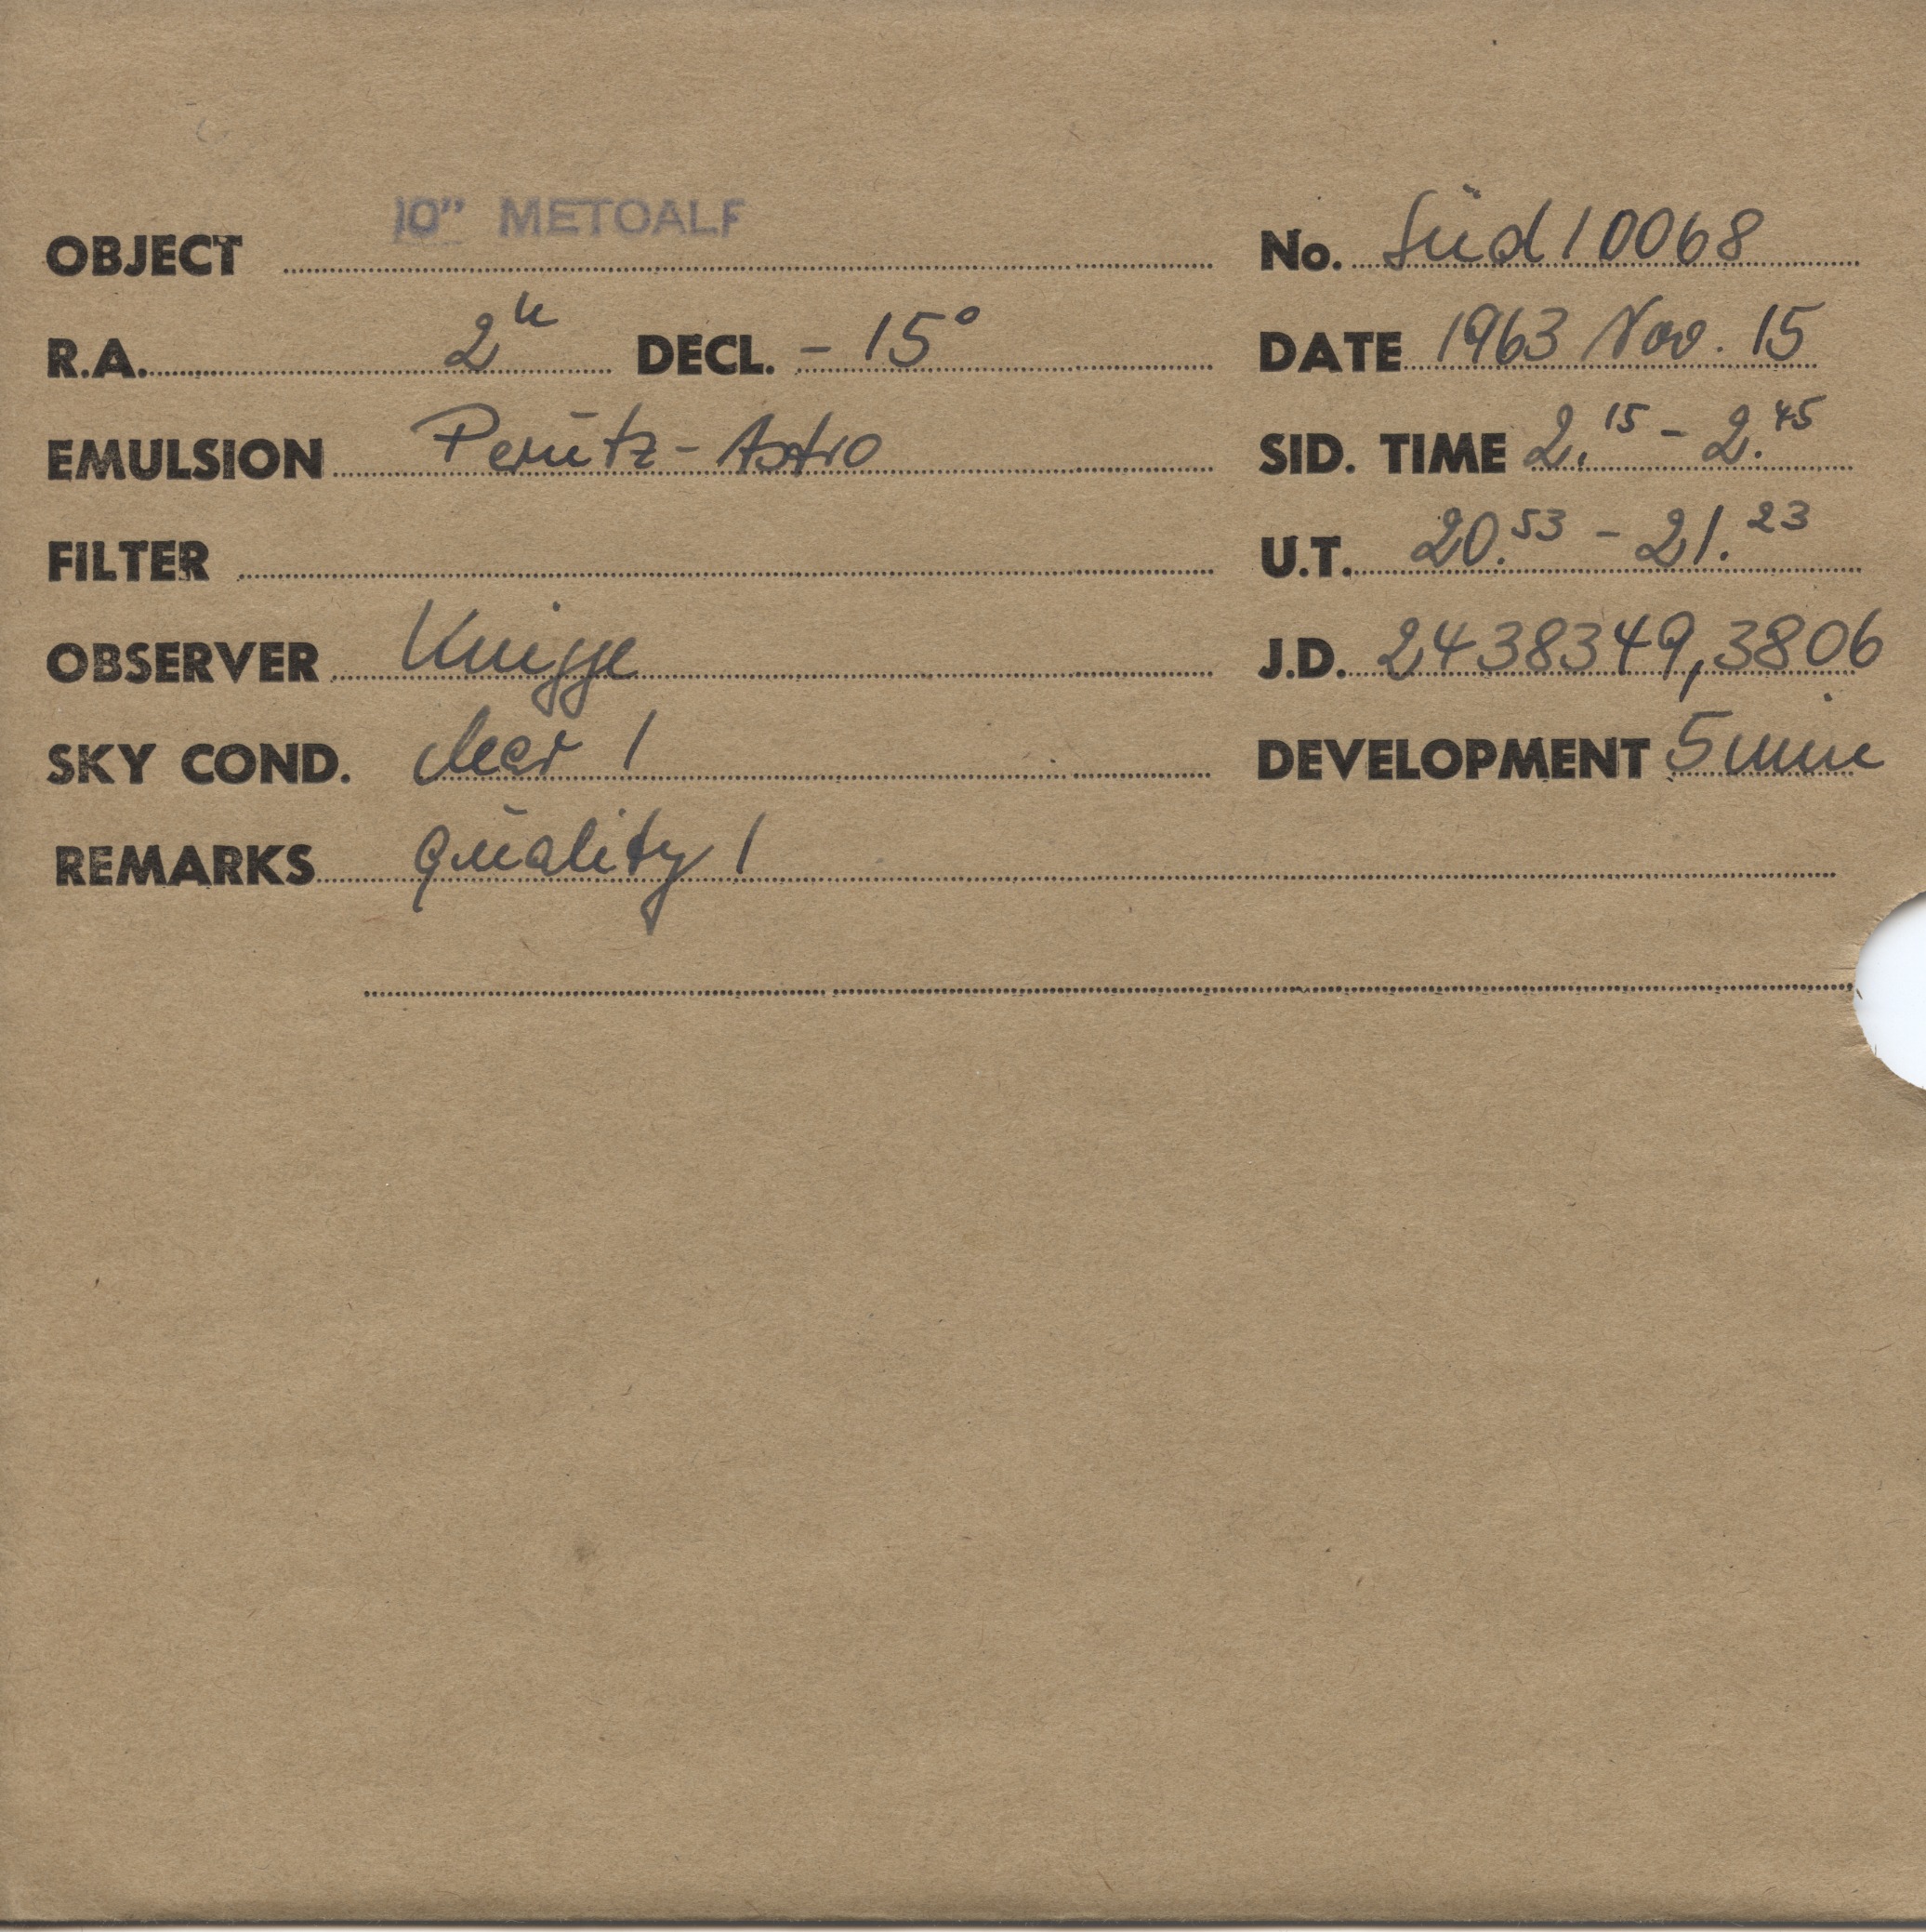 10" METCALF
OBJECT No. Süd 10068
R.A. 2h DECL. - 15° DATE 1963 Nov. 15
EMULSION Perutz - Astro SID. TIME 2.15 - 2.45
FILTER U.T. 20.53 - 21.23
OBSERVER Knigge J.D. 2438349,3806
SKY COND. clear 1 DEVELOPMENT 5 min
REMARKS quality 1